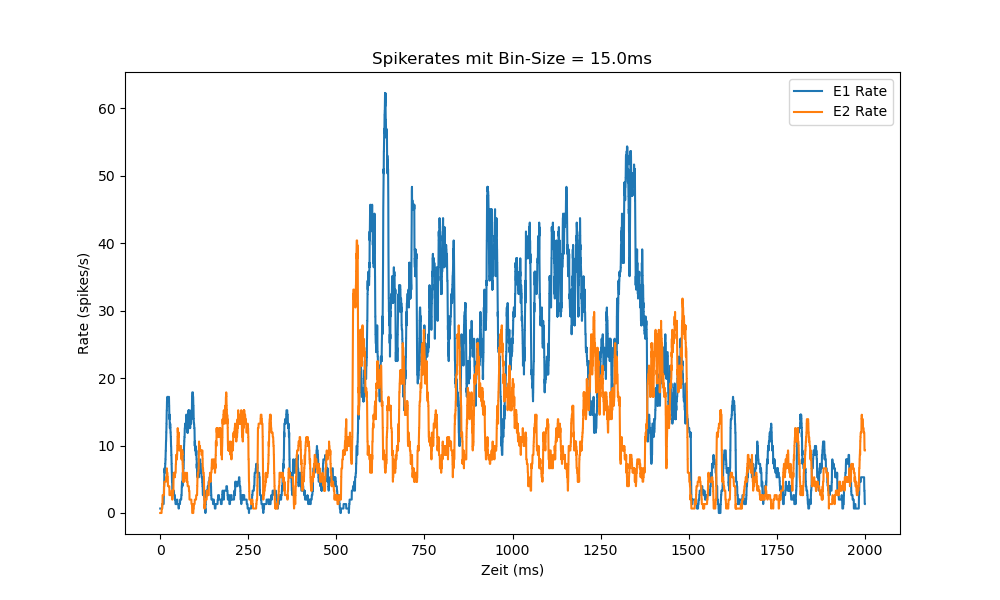 Spikerates mit Bin-Size = 15.0ms
E1 Rate
E2 Rate
Rate (spikes/s)
60
50
40
30
20
10
0
0 250 500 750 1000 1250 1500 1750 2000
Zeit (ms)